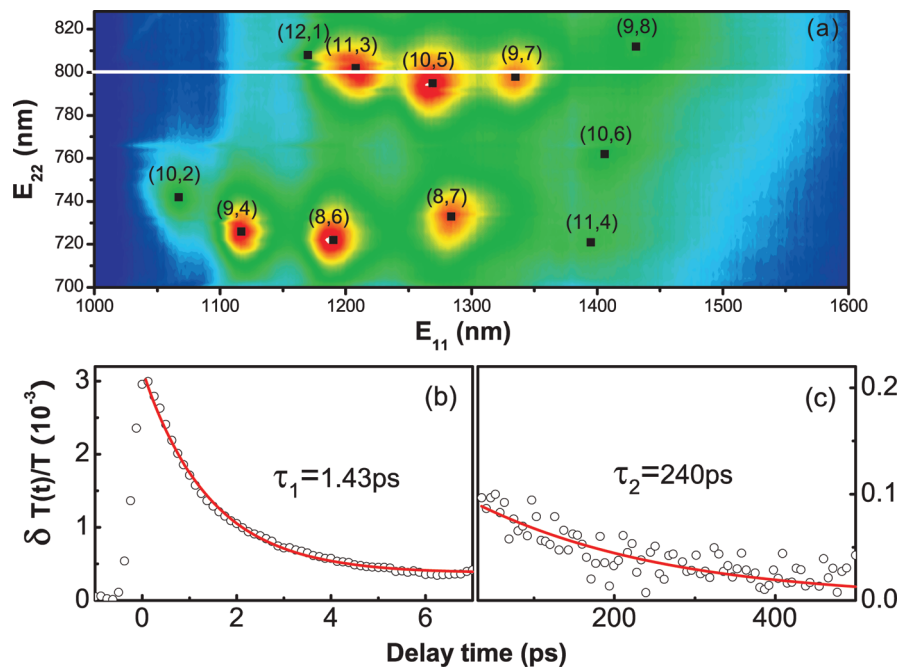 (a)
820
800
780
760
740
720
700
E22 (nm)
(12,1)
(11,3)
(10,5)
(9,7)
(9,8)
(10,2)
(9,4)
(8,6)
(8,7)
(10,6)
(11,4)
1000 1100 1200 1300 1400 1500 1600
E11 (nm)
(b)
3
2
1
0
δ T(t)/T (10-3)
τ1=1.43ps
0 2 4 6
(c)
τ2=240ps
0.2
0.1
0.0
200 400
Delay time (ps)